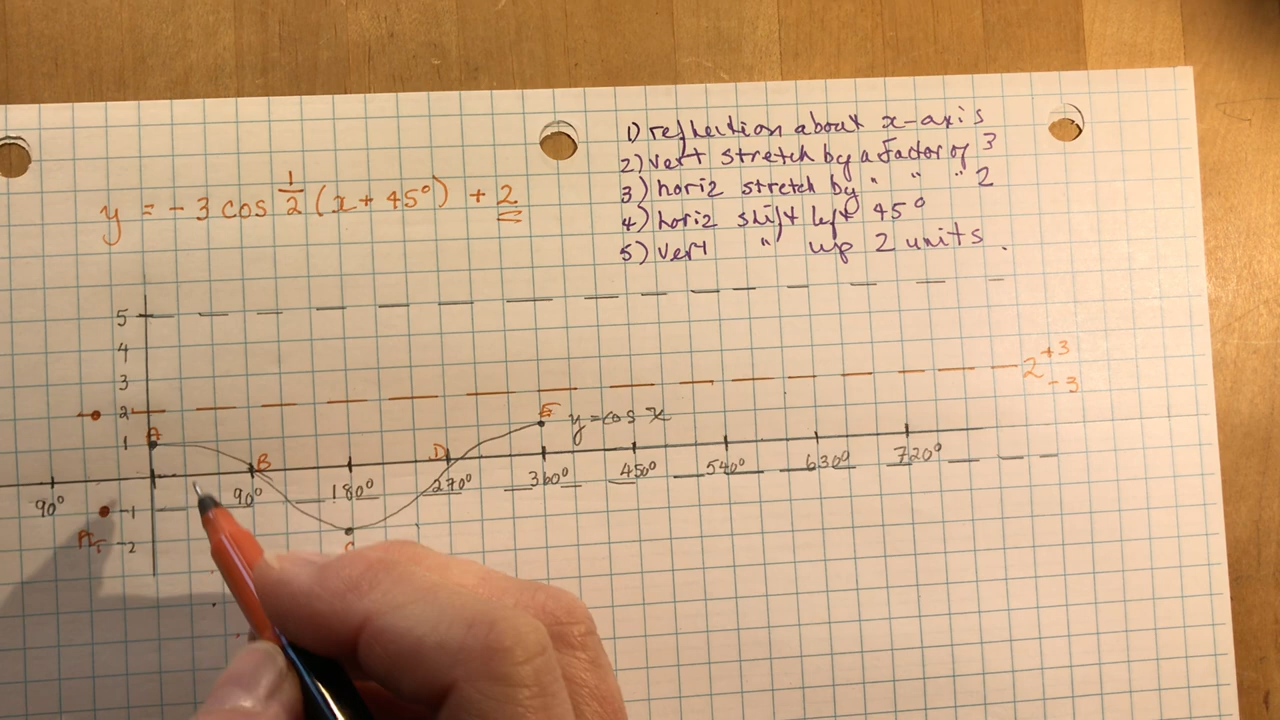 1) reflection about x-axis
2) vert stretch by a factor of 3
3) horiz stretch by " " " 2
4) horiz shift left 45°
5) vert " up 2 units.
y = -3 cos 1/2 (x + 45°) + 2
5
4
3
2
1
-1
-2
2 +3 -3
A
B
C
D
E
y = cos x
90° 90° 180° 270° 360° 450° 540° 630° 720°